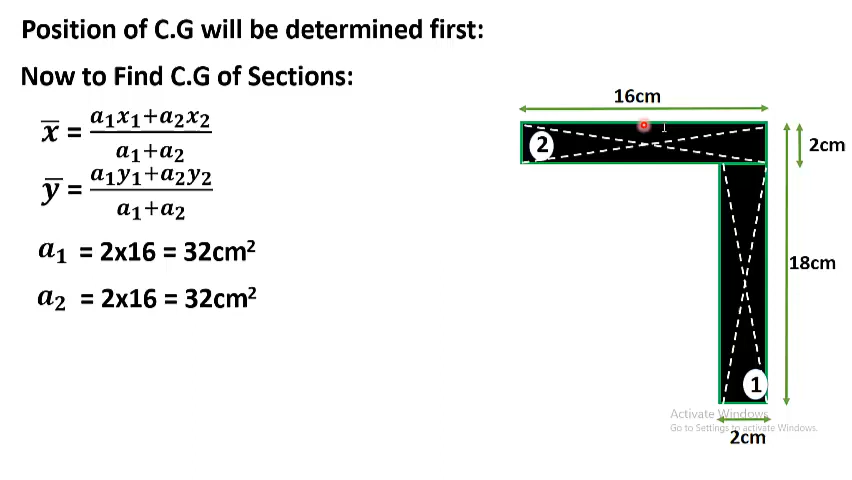 Position of C.G will be determined first:
Now to Find C.G of Sections:
x̅ = a₁x₁+a₂x₂ / a₁+a₂
y̅ = a₁y₁+a₂y₂ / a₁+a₂
a₁ = 2x16 = 32cm²
a₂ = 2x16 = 32cm²
16cm
2
2cm
18cm
1
Activate Windows
Go to Settings to activate Windows.
2cm